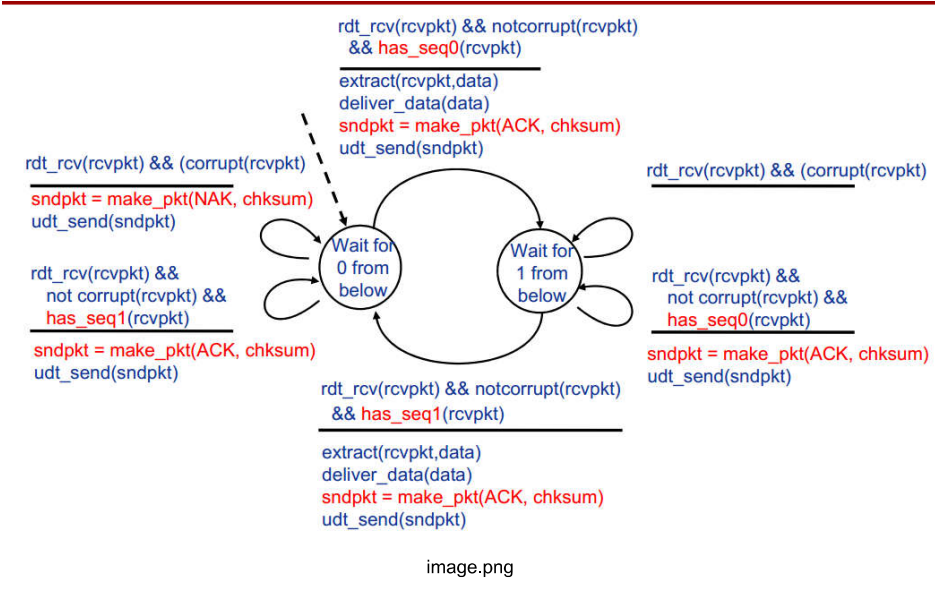 rdt_rcv(rcvpkt) && notcorrupt(rcvpkt)
&& has_seq0(rcvpkt)
extract(rcvpkt,data)
deliver_data(data)
sndpkt = make_pkt(ACK, chksum)
udt_send(sndpkt)
rdt_rcv(rcvpkt) && (corrupt(rcvpkt)
sndpkt = make_pkt(NAK, chksum)
udt_send(sndpkt)
rdt_rcv(rcvpkt) &&
not corrupt(rcvpkt) &&
has_seq1(rcvpkt)
sndpkt = make_pkt(ACK, chksum)
udt_send(sndpkt)
Wait for
0 from
below
Wait for
1 from
below
rdt_rcv(rcvpkt) && (corrupt(rcvpkt)
rdt_rcv(rcvpkt) &&
not corrupt(rcvpkt) &&
has_seq0(rcvpkt)
sndpkt = make_pkt(ACK, chksum)
udt_send(sndpkt)
rdt_rcv(rcvpkt) && notcorrupt(rcvpkt)
&& has_seq1(rcvpkt)
extract(rcvpkt,data)
deliver_data(data)
sndpkt = make_pkt(ACK, chksum)
udt_send(sndpkt)
image.png